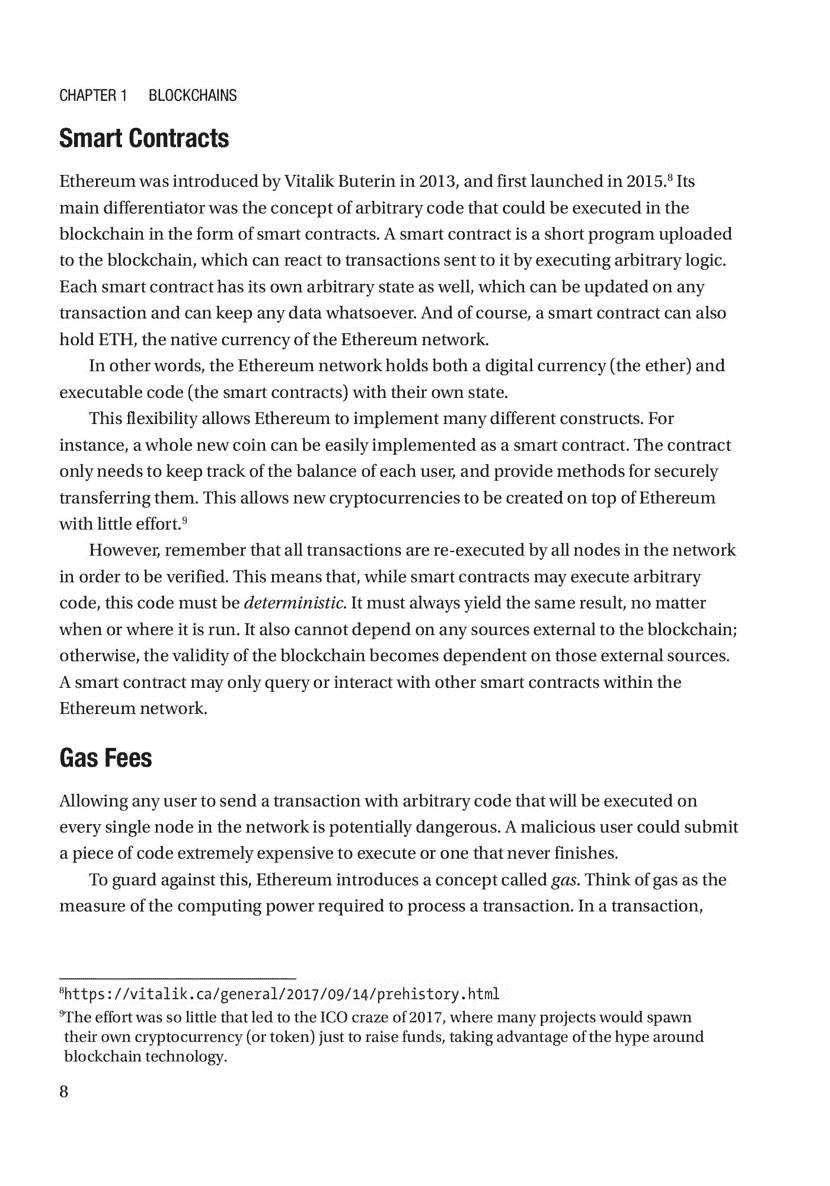 CHAPTER 1 BLOCKCHAINS
Smart Contracts
Ethereum was introduced by Vitalik Buterin in 2013, and first launched in 2015.⁸ Its
main differentiator was the concept of arbitrary code that could be executed in the
blockchain in the form of smart contracts. A smart contract is a short program uploaded
to the blockchain, which can react to transactions sent to it by executing arbitrary logic.
Each smart contract has its own arbitrary state as well, which can be updated on any
transaction and can keep any data whatsoever. And of course, a smart contract can also
hold ETH, the native currency of the Ethereum network.
In other words, the Ethereum network holds both a digital currency (the ether) and
executable code (the smart contracts) with their own state.
This flexibility allows Ethereum to implement many different constructs. For
instance, a whole new coin can be easily implemented as a smart contract. The contract
only needs to keep track of the balance of each user, and provide methods for securely
transferring them. This allows new cryptocurrencies to be created on top of Ethereum
with little effort.⁹
However, remember that all transactions are re-executed by all nodes in the network
in order to be verified. This means that, while smart contracts may execute arbitrary
code, this code must be deterministic. It must always yield the same result, no matter
when or where it is run. It also cannot depend on any sources external to the blockchain;
otherwise, the validity of the blockchain becomes dependent on those external sources.
A smart contract may only query or interact with other smart contracts within the
Ethereum network.
Gas Fees
Allowing any user to send a transaction with arbitrary code that will be executed on
every single node in the network is potentially dangerous. A malicious user could submit
a piece of code extremely expensive to execute or one that never finishes.
To guard against this, Ethereum introduces a concept called gas. Think of gas as the
measure of the computing power required to process a transaction. In a transaction,
⁸https://vitalik.ca/general/2017/09/14/prehistory.html
⁹The effort was so little that led to the ICO craze of 2017, where many projects would spawn
their own cryptocurrency (or token) just to raise funds, taking advantage of the hype around
blockchain technology.
8